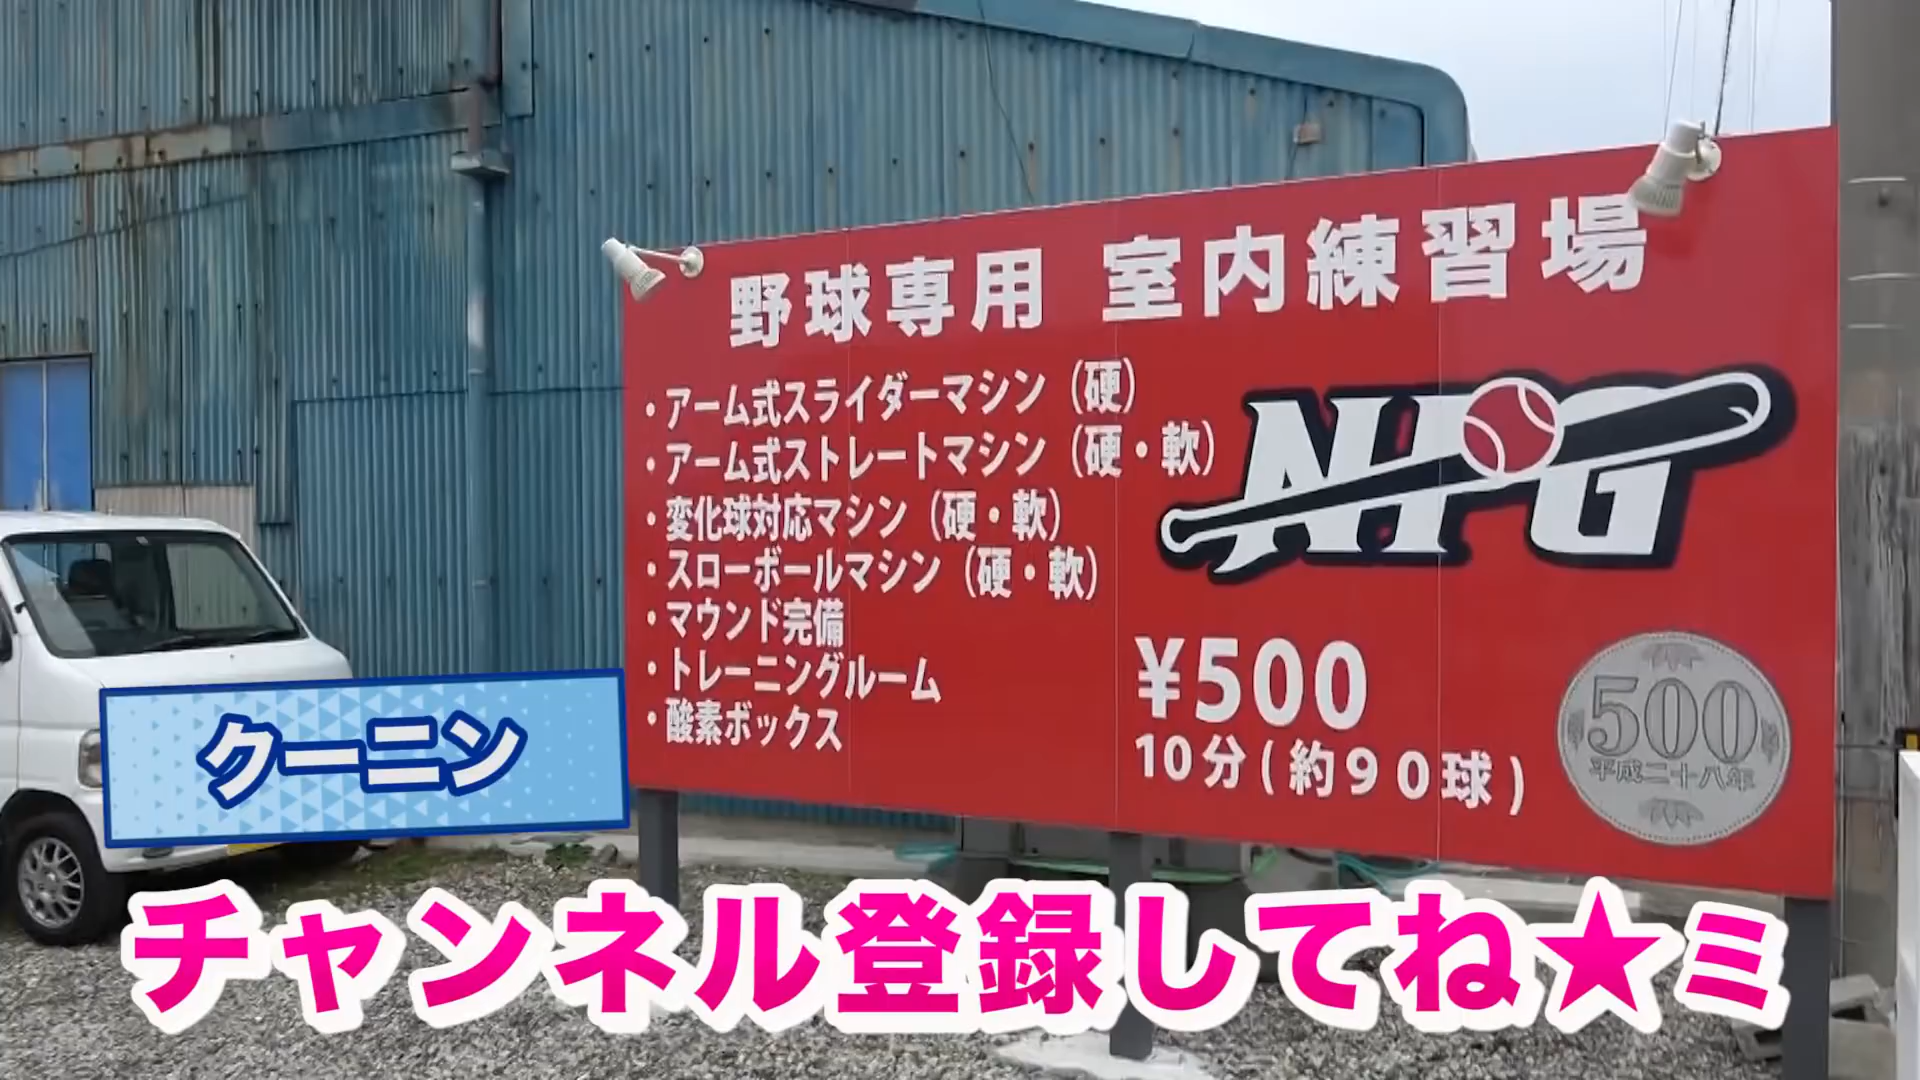 野球専用 室内練習場
・アーム式スライダーマシン（硬）
・アーム式ストレートマシン（硬・軟）
・変化球対応マシン（硬・軟）
・スローボールマシン（硬・軟）
・マウンド完備
・トレーニングルーム
・酸素ボックス
NPG
¥500
10分(約90球)
500
平成二十八年
クーニン
チャンネル登録してね★ミ